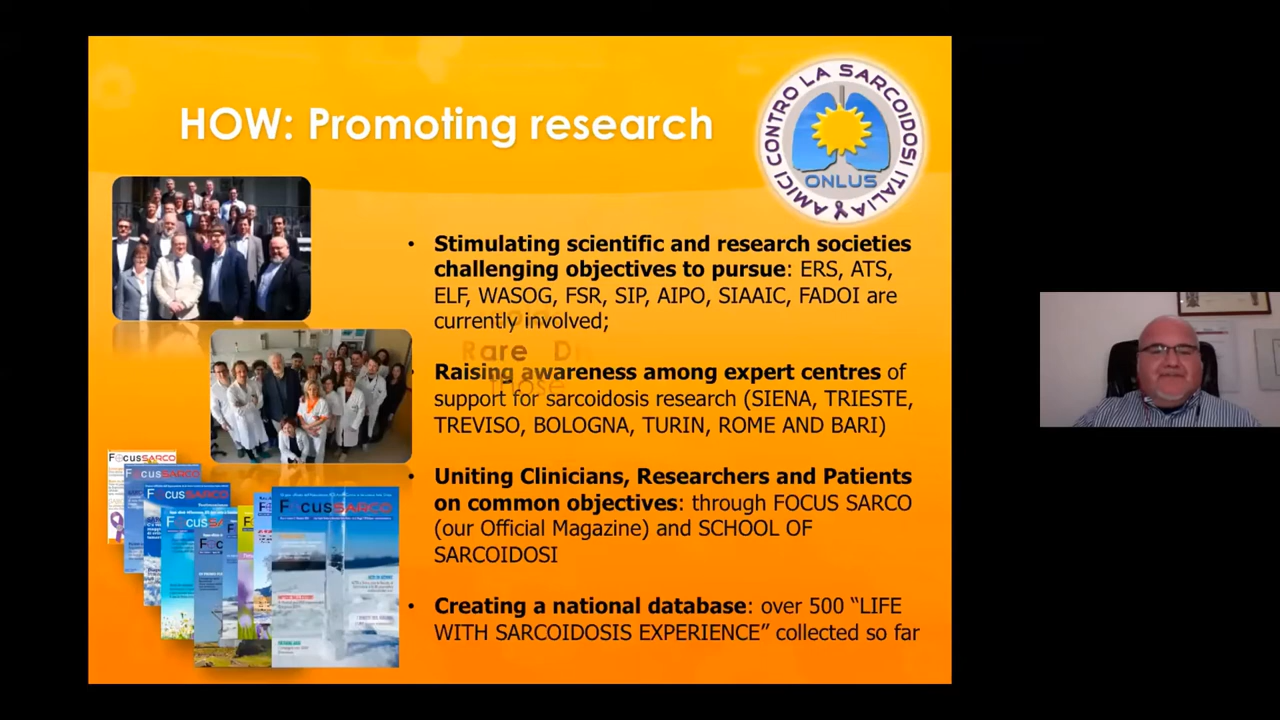 HOW: Promoting research
AMICI CONTRO LA SARCOIDOSI ITALIA
ONLUS
• Stimulating scientific and research societies
challenging objectives to pursue: ERS, ATS,
ELF, WASOG, FSR, SIP, AIPO, SIAAIC, FADOI are
currently involved;
Rare
those
• Raising awareness among expert centres of
support for sarcoidosis research (SIENA, TRIESTE,
TREVISO, BOLOGNA, TURIN, ROME AND BARI)
• Uniting Clinicians, Researchers and Patients
on common objectives: through FOCUS SARCO
(our Official Magazine) and SCHOOL OF
SARCOIDOSI
• Creating a national database: over 500 “LIFE
WITH SARCOIDOSIS EXPERIENCE” collected so far
FOCUSSARCO
FOCUSSARCO
FOCUSSARCO
FOCUSSARCO